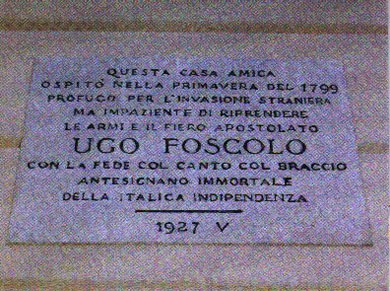 QUESTA CASA AMICA
OSPITÒ NELLA PRIMAVERA DEL 1799
PROFUGO PER L'INVASIONE STRANIERA
MA IMPAZIENTE DI RIPRENDERE
LE ARMI E IL FIERO APOSTOLATO
UGO FOSCOLO
CON LA FEDE COL CANTO COL BRACCIO
ANTESIGNANO IMMORTALE
DELLA ITALICA INDIPENDENZA
1927 V